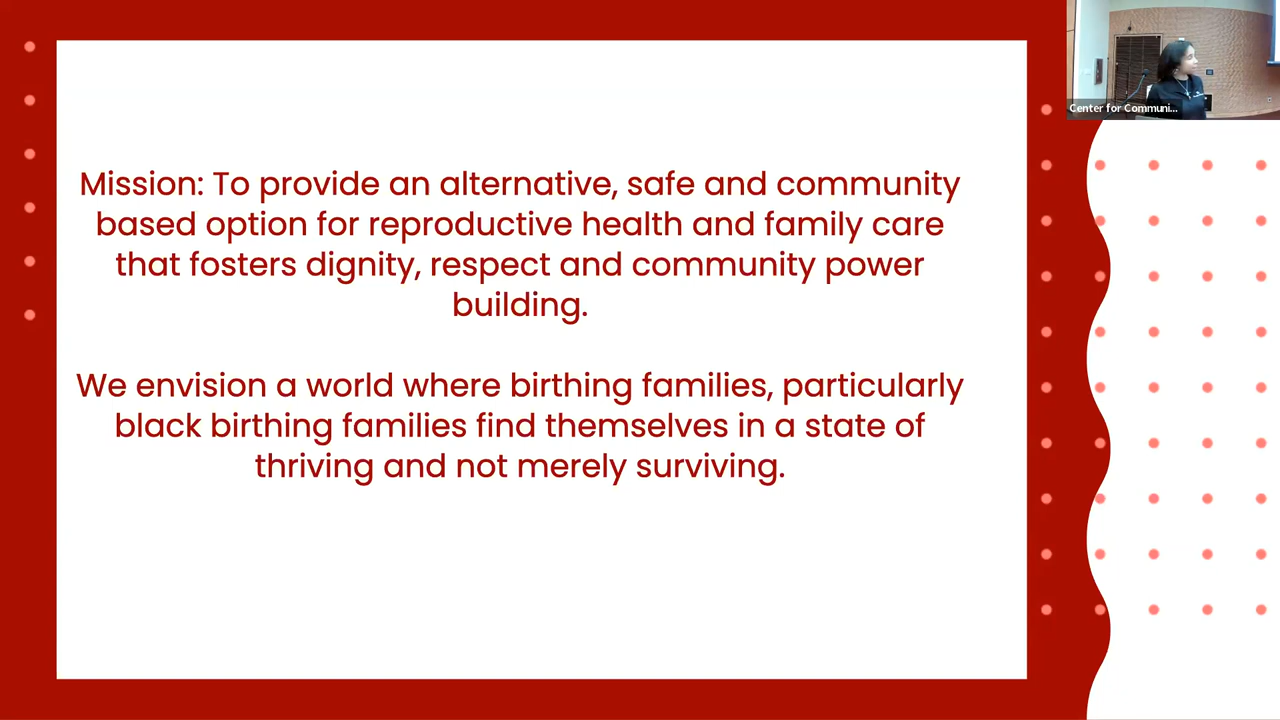 Mission: To provide an alternative, safe and community
based option for reproductive health and family care
that fosters dignity, respect and community power
building.
We envision a world where birthing families, particularly
black birthing families find themselves in a state of
thriving and not merely surviving.
Center for Communi...